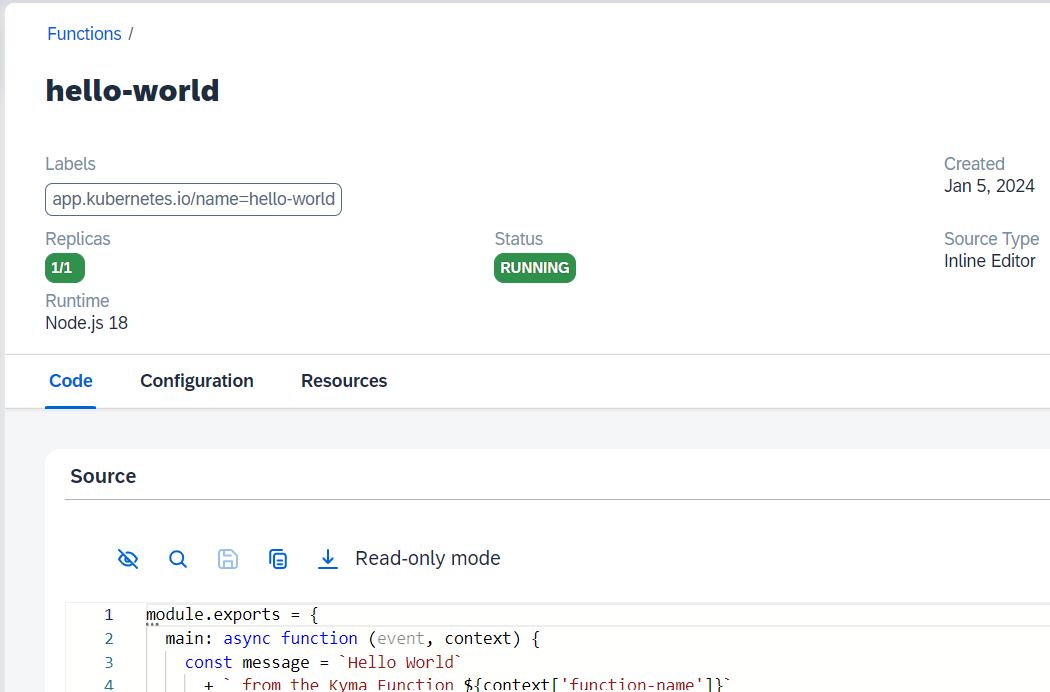 Functions /
hello-world
Labels
app.kubernetes.io/name=hello-world
Created
Jan 5, 2024
Replicas
1/1
Status
RUNNING
Source Type
Inline Editor
Runtime
Node.js 18
Code Configuration Resources
Source
Read-only mode
1 module.exports = {
2 main: async function (event, context) {
3 const message = `Hello World`
4 + ` from the Kyma Function ${context['function-name']}`